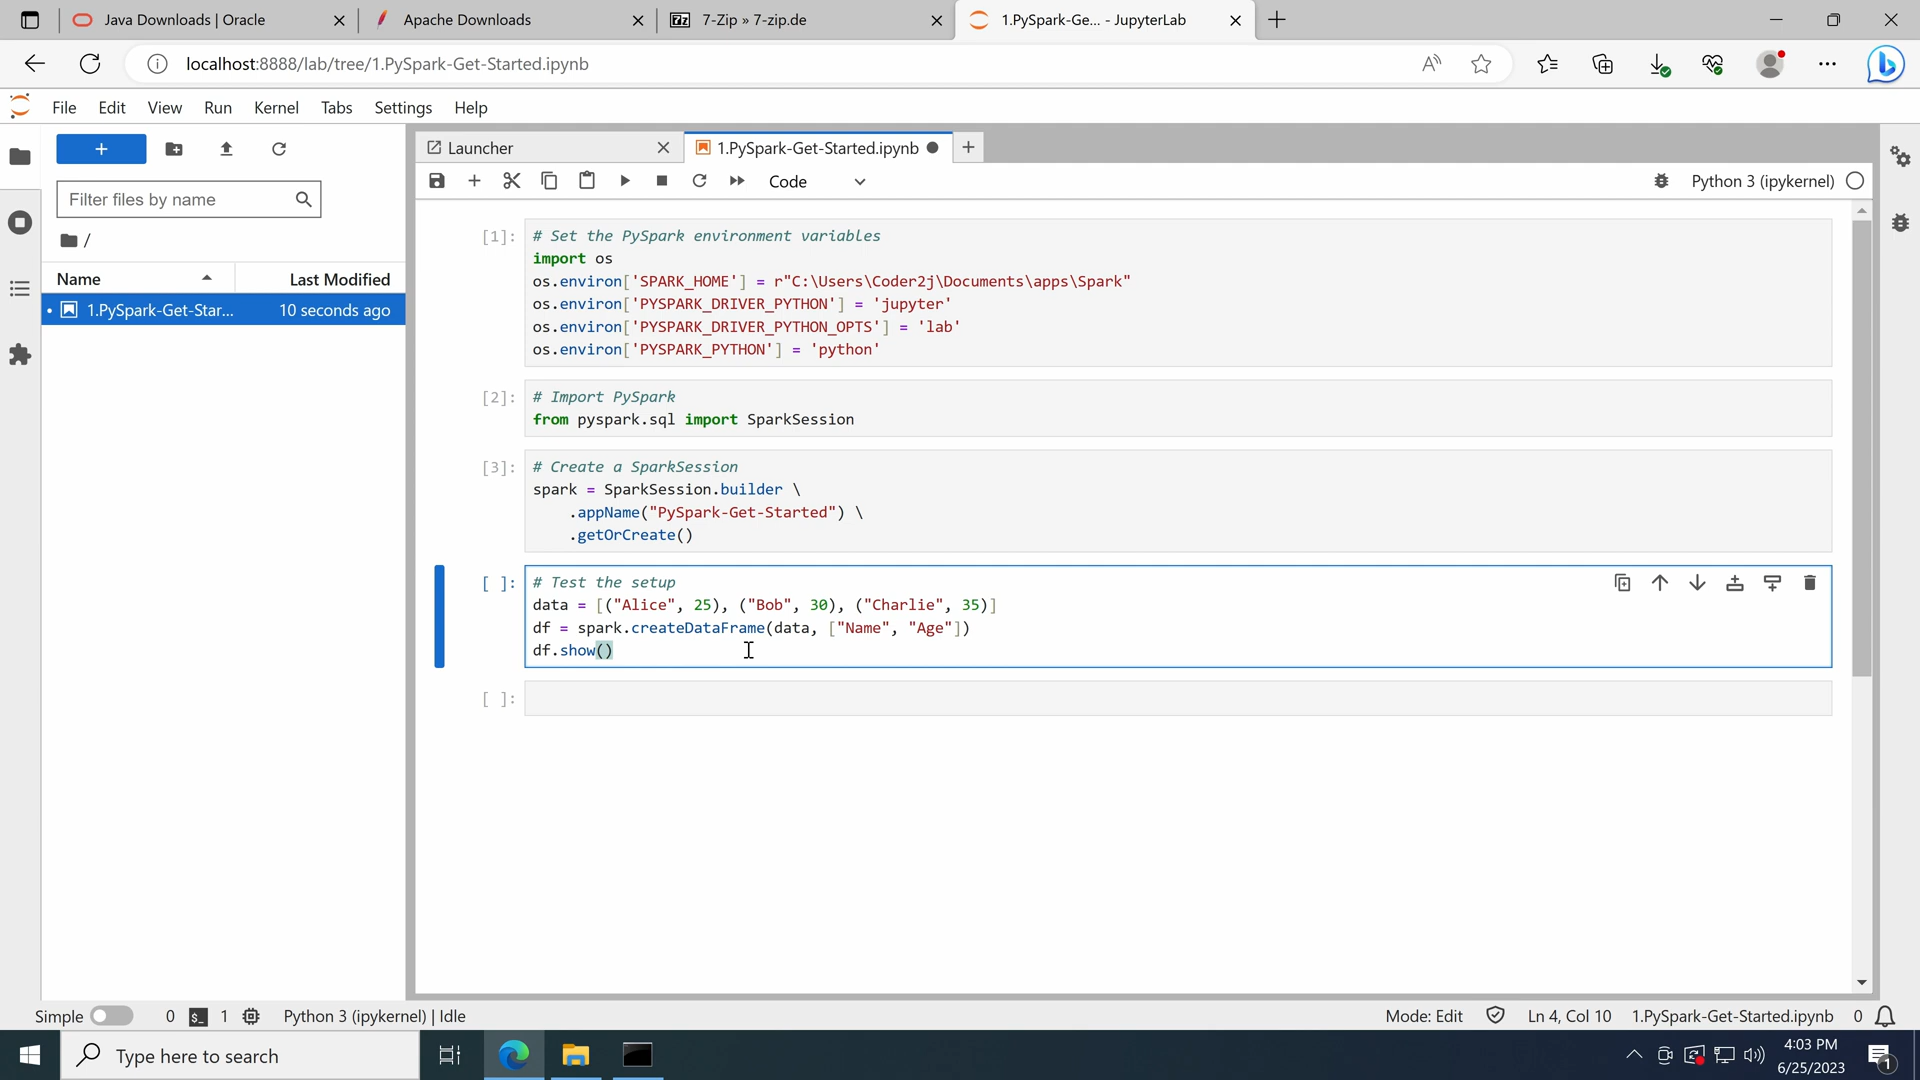 Java Downloads | Oracle
Apache Downloads
7-Zip » 7-zip.de
1.PySpark-Ge... - JupyterLab
localhost:8888/lab/tree/1.PySpark-Get-Started.ipynb
File Edit View Run Kernel Tabs Settings Help
Launcher
1.PySpark-Get-Started.ipynb
Code
Python 3 (ipykernel)
Filter files by name
/
Name Last Modified
1.PySpark-Get-Star... 10 seconds ago
[1]: # Set the PySpark environment variables
import os
os.environ['SPARK_HOME'] = r"C:\Users\Coder2j\Documents\apps\Spark"
os.environ['PYSPARK_DRIVER_PYTHON'] = 'jupyter'
os.environ['PYSPARK_DRIVER_PYTHON_OPTS'] = 'lab'
os.environ['PYSPARK_PYTHON'] = 'python'
[2]: # Import PySpark
from pyspark.sql import SparkSession
[3]: # Create a SparkSession
spark = SparkSession.builder \
.appName("PySpark-Get-Started") \
.getOrCreate()
[ ]: # Test the setup
data = [("Alice", 25), ("Bob", 30), ("Charlie", 35)]
df = spark.createDataFrame(data, ["Name", "Age"])
df.show()
[ ]:
Simple 0 $_ 1 Python 3 (ipykernel) | Idle
Mode: Edit Ln 4, Col 10 1.PySpark-Get-Started.ipynb 0
Type here to search
4:03 PM
6/25/2023
1